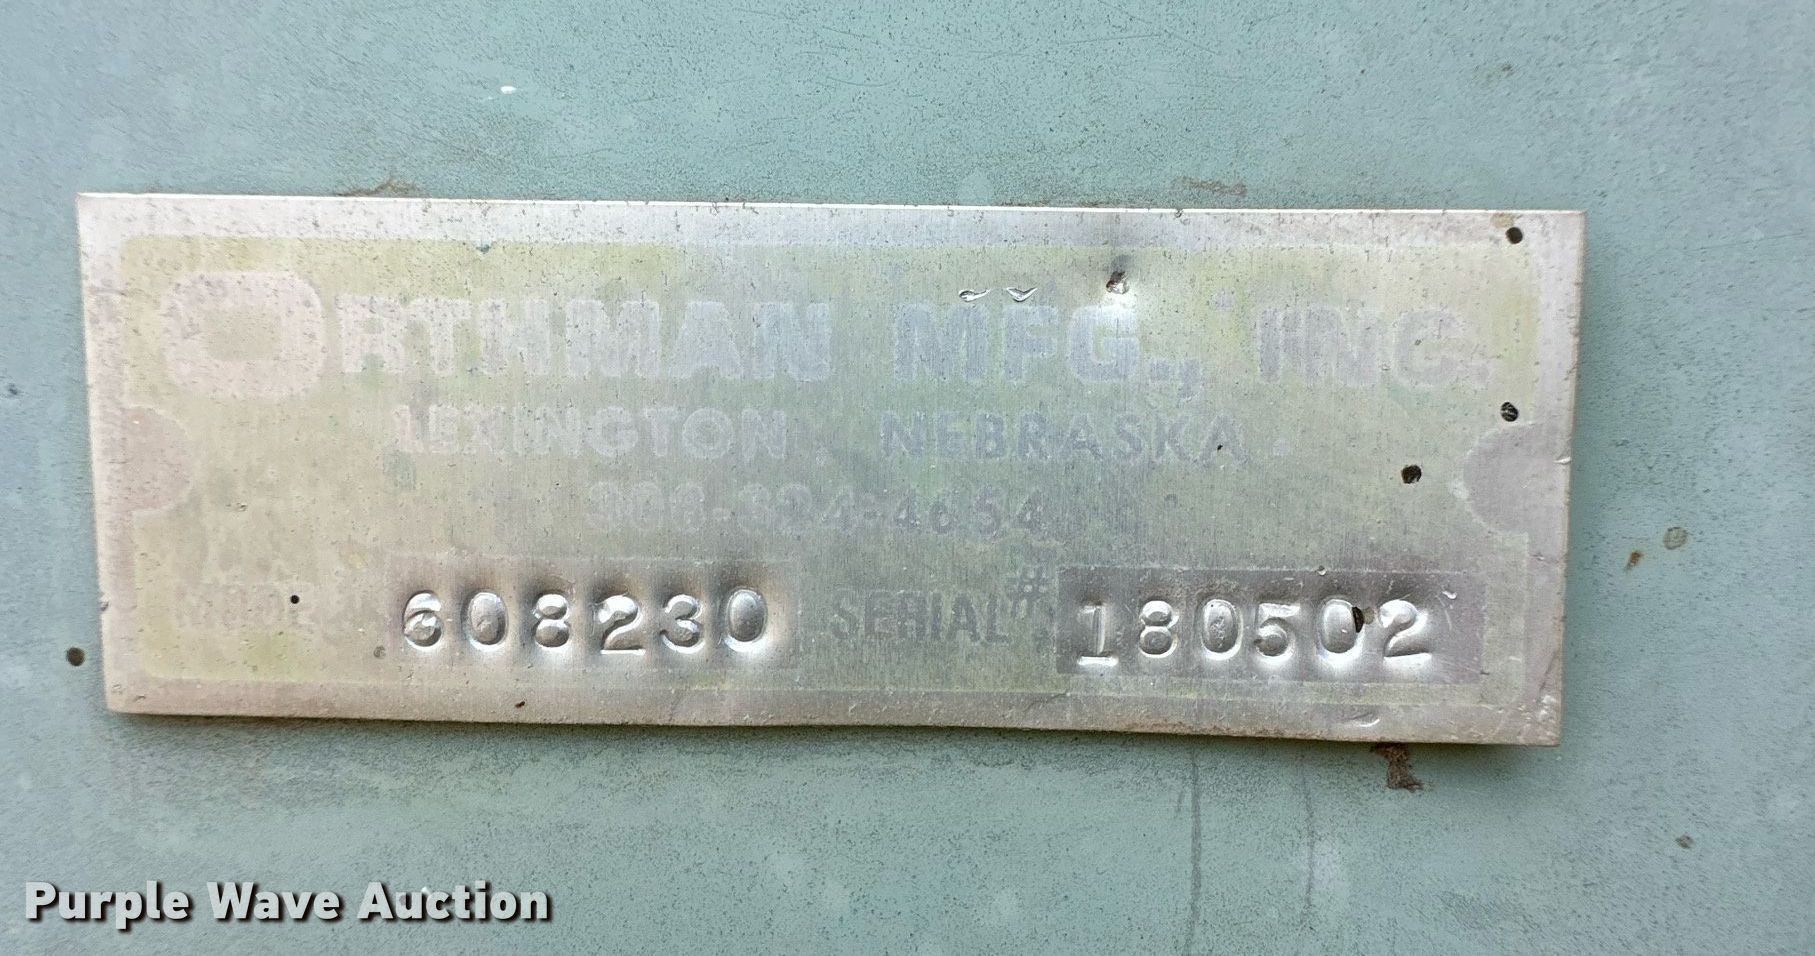 ORTHMAN MFG., INC.
LEXINGTON, NEBRASKA
308-324-4654
MODEL# 608230 SERIAL# 180502
Purple Wave Auction